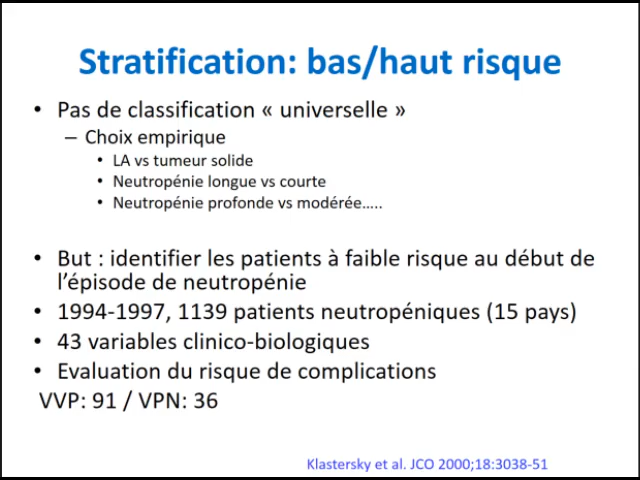 Stratification: bas/haut risque
• Pas de classification « universelle »
– Choix empirique
• LA vs tumeur solide
• Neutropénie longue vs courte
• Neutropénie profonde vs modérée…..
• But : identifier les patients à faible risque au début de
l’épisode de neutropénie
• 1994-1997, 1139 patients neutropéniques (15 pays)
• 43 variables clinico-biologiques
• Evaluation du risque de complications
VVP: 91 / VPN: 36
Klastersky et al. JCO 2000;18:3038-51